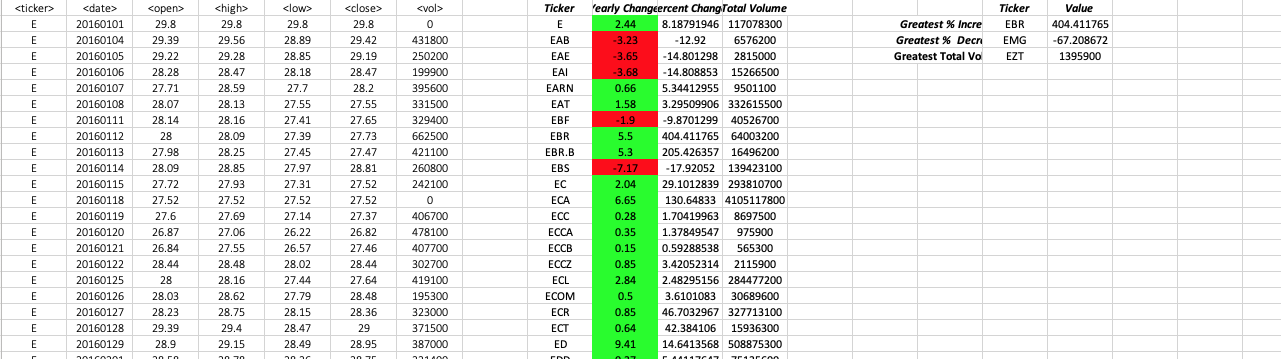 <ticker> <date> <open> <high> <low> <close> <vol> Ticker Yearly Change Percent Chang Total Volume Ticker Value
E 20160101 29.8 29.8 29.8 29.8 0 E 2.44 8.18791946 117078300 Greatest % Incre EBR 404.411765
E 20160104 29.39 29.56 28.89 29.42 431800 EAB -3.23 -12.92 6576200 Greatest % Decre EMG -67.208672
E 20160105 29.22 29.28 28.85 29.19 250200 EAE -3.65 -14.801298 2815000 Greatest Total Vol EZT 1395900
E 20160106 28.28 28.47 28.18 28.47 199900 EAI -3.68 -14.808853 15266500
E 20160107 27.71 28.59 27.7 28.2 395600 EARN 0.66 5.34412955 9501100
E 20160108 28.07 28.13 27.55 27.55 331500 EAT 1.58 3.29509906 332615500
E 20160111 28.14 28.16 27.41 27.65 329400 EBF -1.9 -9.8701299 40526700
E 20160112 28 28.09 27.39 27.73 662500 EBR 5.5 404.411765 64003200
E 20160113 27.98 28.25 27.45 27.47 421100 EBR.B 5.3 205.426357 16496200
E 20160114 28.09 28.85 27.97 28.81 260800 EBS -7.17 -17.92052 139423100
E 20160115 27.72 27.93 27.31 27.52 242100 EC 2.04 29.1012839 293810700
E 20160118 27.52 27.52 27.52 27.52 0 ECA 6.65 130.64833 4105117800
E 20160119 27.6 27.69 27.14 27.37 406700 ECC 0.28 1.70419963 8697500
E 20160120 26.87 27.06 26.22 26.82 478100 ECCA 0.35 1.37849547 975900
E 20160121 26.84 27.55 26.57 27.46 407700 ECCB 0.15 0.59288538 565300
E 20160122 28.44 28.48 28.02 28.44 302700 ECCZ 0.85 3.42052314 2115900
E 20160125 28 28.16 27.44 27.64 419100 ECL 2.84 2.48295156 284477200
E 20160126 28.03 28.62 27.79 28.48 195300 ECOM 0.5 3.6101083 30689600
E 20160127 28.23 28.75 28.15 28.36 323000 ECR 0.85 46.7032967 327713100
E 20160128 29.39 29.4 28.47 29 371500 ECT 0.64 42.384106 15936300
E 20160129 28.9 29.15 28.49 28.95 387000 ED 9.41 14.6413568 508875300